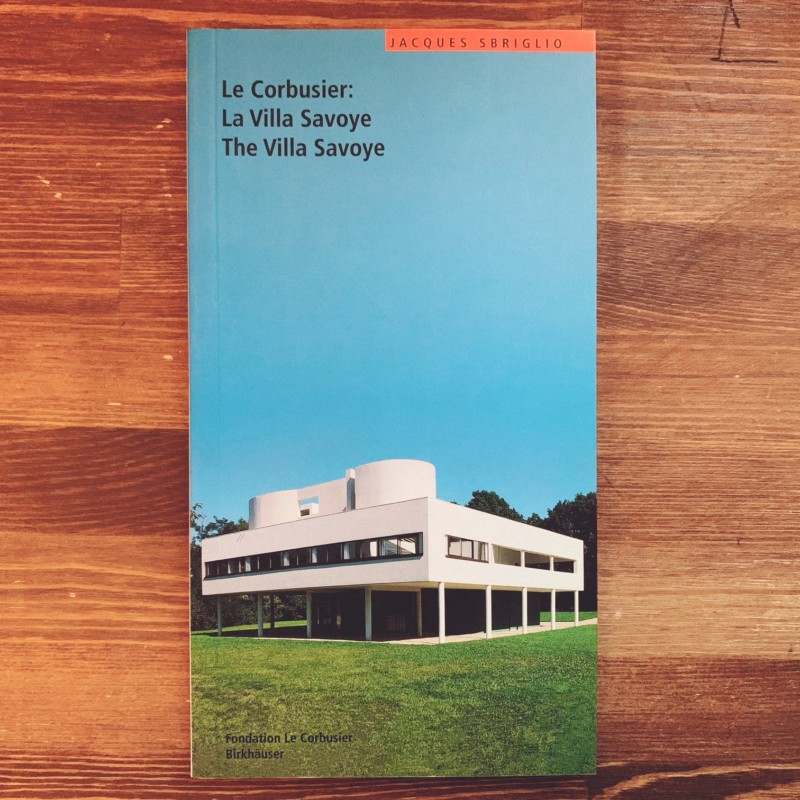 JACQUES SBRIGLIO
Le Corbusier:
La Villa Savoye
The Villa Savoye
Fondation Le Corbusier
Birkhäuser